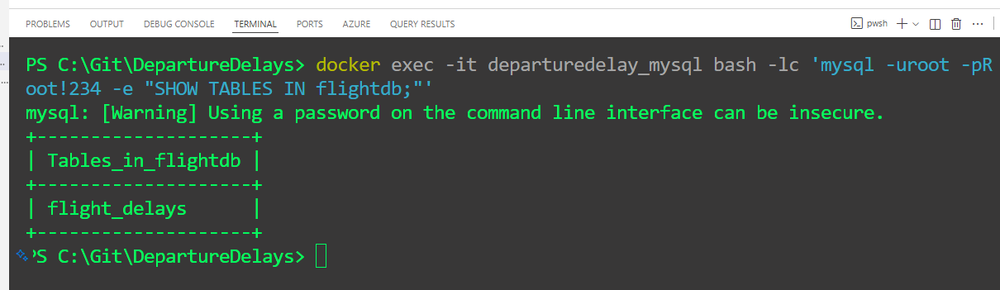 PROBLEMS OUTPUT DEBUG CONSOLE TERMINAL PORTS AZURE QUERY RESULTS pwsh
PS C:\Git\DepartureDelays> docker exec -it departuredelay_mysql bash -lc 'mysql -uroot -pR
oot!234 -e "SHOW TABLES IN flightdb;"'
mysql: [Warning] Using a password on the command line interface can be insecure.
+--------------------+
| Tables_in_flightdb |
+--------------------+
| flight_delays      |
+--------------------+
PS C:\Git\DepartureDelays>